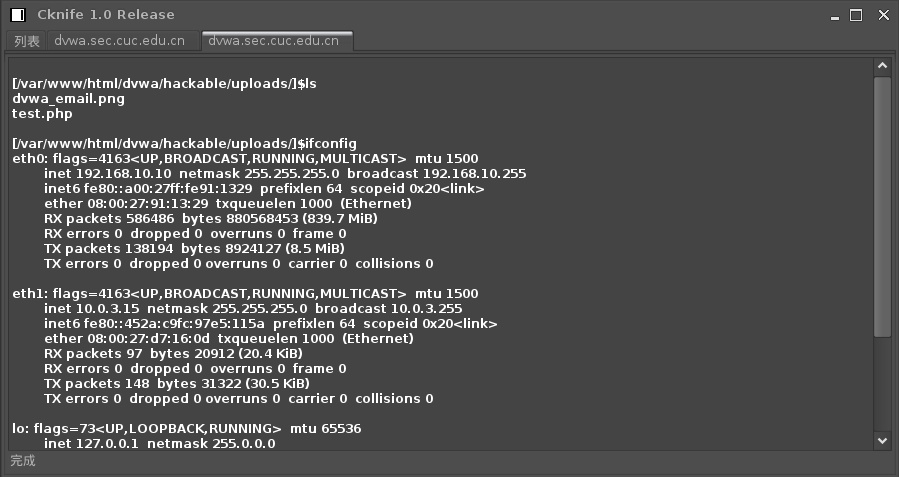 Cknife 1.0 Release
列表 dvwa.sec.cuc.edu.cn dvwa.sec.cuc.edu.cn
[/var/www/html/dvwa/hackable/uploads/]$ls
dvwa_email.png
test.php
[/var/www/html/dvwa/hackable/uploads/]$ifconfig
eth0: flags=4163<UP,BROADCAST,RUNNING,MULTICAST> mtu 1500
inet 192.168.10.10 netmask 255.255.255.0 broadcast 192.168.10.255
inet6 fe80::a00:27ff:fe91:1329 prefixlen 64 scopeid 0x20<link>
ether 08:00:27:91:13:29 txqueuelen 1000 (Ethernet)
RX packets 586486 bytes 880568453 (839.7 MiB)
RX errors 0 dropped 0 overruns 0 frame 0
TX packets 138194 bytes 8924127 (8.5 MiB)
TX errors 0 dropped 0 overruns 0 carrier 0 collisions 0
eth1: flags=4163<UP,BROADCAST,RUNNING,MULTICAST> mtu 1500
inet 10.0.3.15 netmask 255.255.255.0 broadcast 10.0.3.255
inet6 fe80::452a:c9fc:97e5:115a prefixlen 64 scopeid 0x20<link>
ether 08:00:27:d7:16:0d txqueuelen 1000 (Ethernet)
RX packets 97 bytes 20912 (20.4 KiB)
RX errors 0 dropped 0 overruns 0 frame 0
TX packets 148 bytes 31322 (30.5 KiB)
TX errors 0 dropped 0 overruns 0 carrier 0 collisions 0
lo: flags=73<UP,LOOPBACK,RUNNING> mtu 65536
inet 127.0.0.1 netmask 255.0.0.0
完成